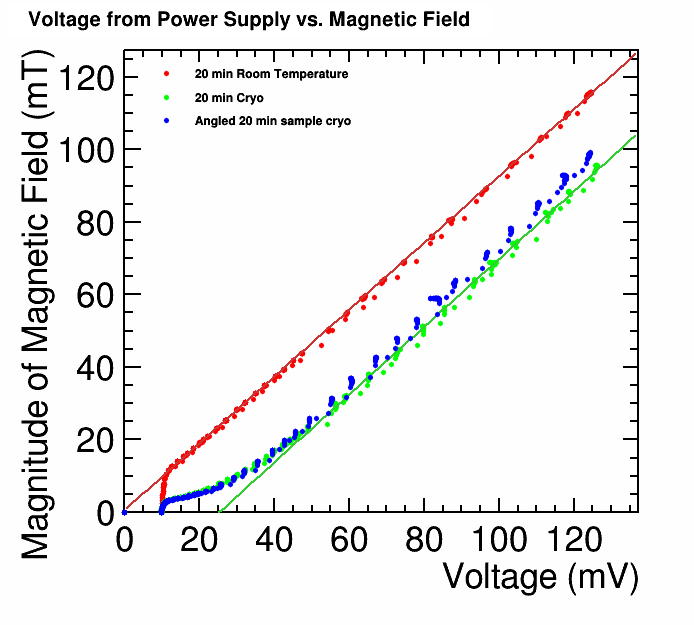 Voltage from Power Supply vs. Magnetic Field
Magnitude of Magnetic Field (mT)
120
100
80
60
40
20
0
20 min Room Temperature
20 min Cryo
Angled 20 min sample cryo
0 20 40 60 80 100 120
Voltage (mV)